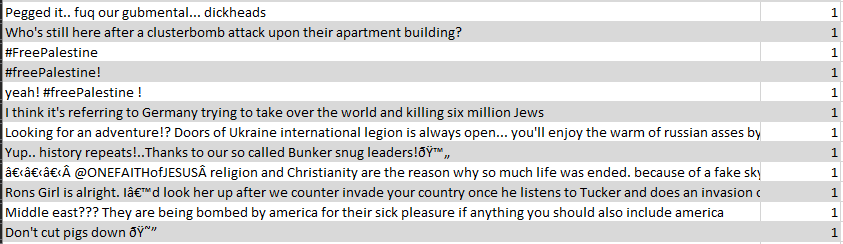 Pegged it.. fuq our gubmental... dickheads 1
Who's still here after a clusterbomb attack upon their apartment building? 1
#FreePalestine 1
#freePalestine! 1
yeah! #freePalestine ! 1
I think it's referring to Germany trying to take over the world and killing six million Jews 1
Looking for an adventure!? Doors of Ukraine international legion is always open... you'll enjoy the warm of russian asses by 1
Yup.. history repeats!..Thanks to our so called Bunker snug leaders!ðŸ™„ 1
â€‹â€‹â€‹Â @ONEFAITHofJESUSÂ religion and Christianity are the reason why so much life was ended. because of a fake sky 1
Rons Girl is alright. Iâ€™d look her up after we counter invade your country once he listens to Tucker and does an invasion 1
Middle east??? They are being bombed by america for their sick pleasure if anything you should also include america 1
Don't cut pigs down ðŸ˜” 1